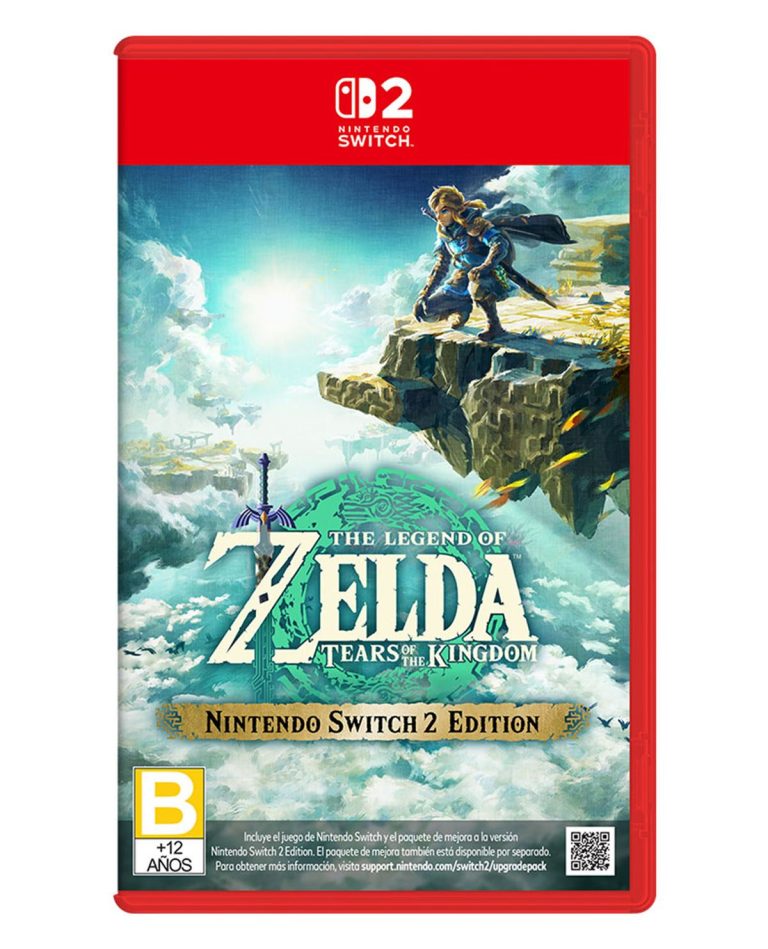 2
NINTENDO
SWITCH™
THE LEGEND OF
ZELDA™
TEARS OF THE KINGDOM
NINTENDO SWITCH 2 EDITION
B
+12
AÑOS
Incluye el juego de Nintendo Switch y el paquete de mejora a la versión
Nintendo Switch 2 Edition. El paquete de mejora también está disponible por separado.
Para obtener más información, visita support.nintendo.com/switch2/upgradepack